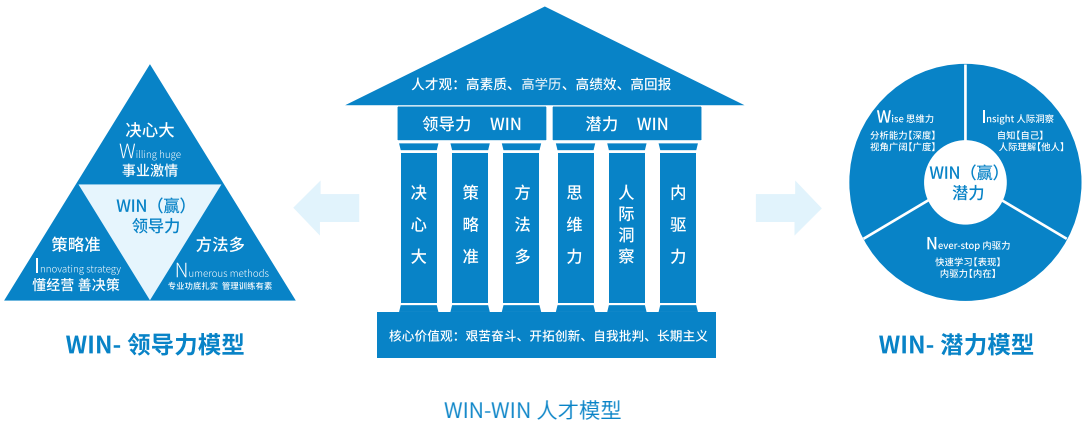 决心大
Willing huge
事业激情
WIN（赢）
领导力
策略准
Innovating strategy
懂经营 善决策
方法多
Numerous methods
专业功底扎实 管理训练有素
WIN- 领导力模型
人才观：高素质、高学历、高绩效、高回报
领导力 WIN
潜力 WIN
决心大
策略准
方法多
思维力
人际洞察
内驱力
核心价值观：艰苦奋斗、开拓创新、自我批判、长期主义
WIN-WIN 人才模型
Wise 思维力
分析能力【深度】
视角广阔【广度】
Insight 人际洞察
自知【自己】
人际理解【他人】
WIN（赢）
潜力
Never-stop 内驱力
快速学习【表现】
内驱力【内在】
WIN- 潜力模型